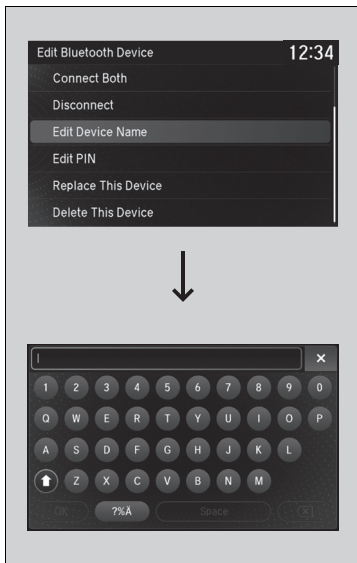 Edit Bluetooth Device 12:34
Connect Both
Disconnect
Edit Device Name
Edit PIN
Replace This Device
Delete This Device
1 2 3 4 5 6 7 8 9 0
Q W E R T Y U I O P
A S D F G H J K L
Z X C V B N M
OK ?%Ä Space